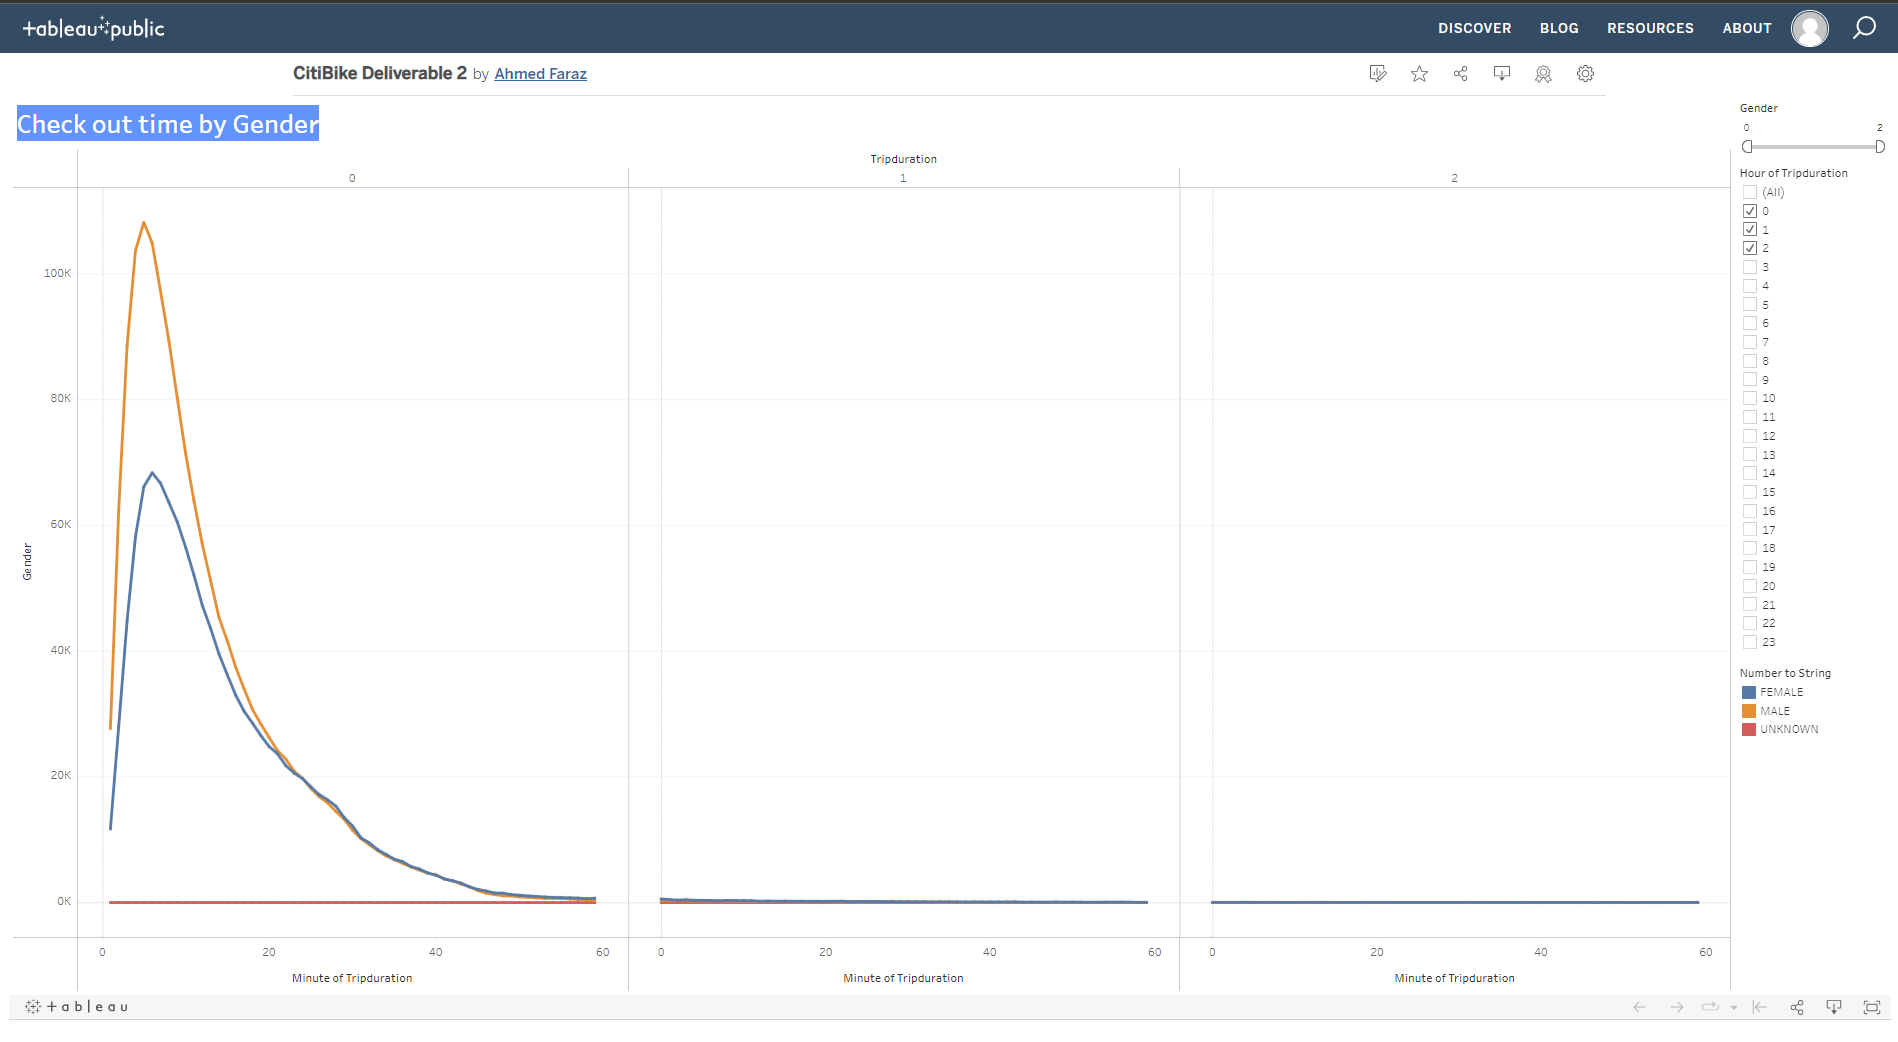 +ableau public
DISCOVER BLOG RESOURCES ABOUT
CitiBike Deliverable 2 by Ahmed Faraz
Check out time by Gender
Tripduration
0 1 2
100K
80K
60K
40K
20K
0K
Gender
0 20 40 60 0 20 40 60 0 20 40 60
Minute of Tripduration Minute of Tripduration Minute of Tripduration
Gender
0 2
Hour of Tripduration
(All)
0
1
2
3
4
5
6
7
8
9
10
11
12
13
14
15
16
17
18
19
20
21
22
23
Number to String
FEMALE
MALE
UNKNOWN
+ableau